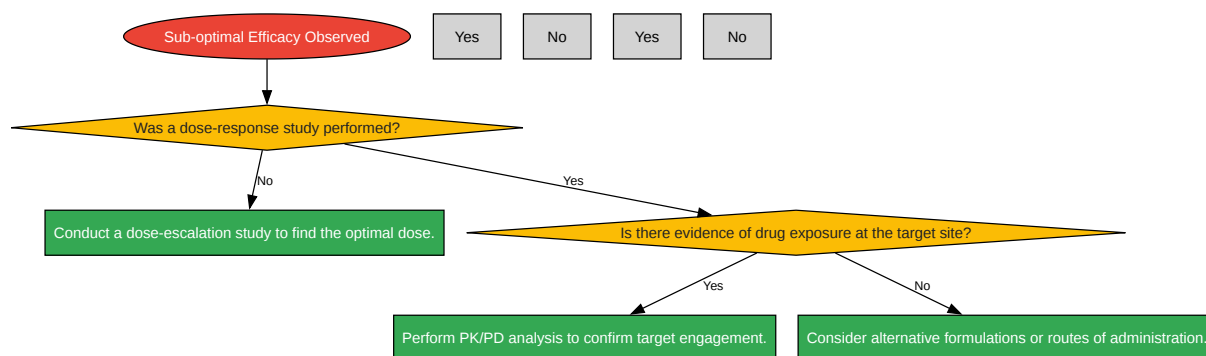 Sub-optimal Efficacy Observed
Yes
No
Yes
No
Was a dose-response study performed?
No
Yes
Conduct a dose-escalation study to find the optimal dose.
Is there evidence of drug exposure at the target site?
Yes
No
Perform PK/PD analysis to confirm target engagement.
Consider alternative formulations or routes of administration.